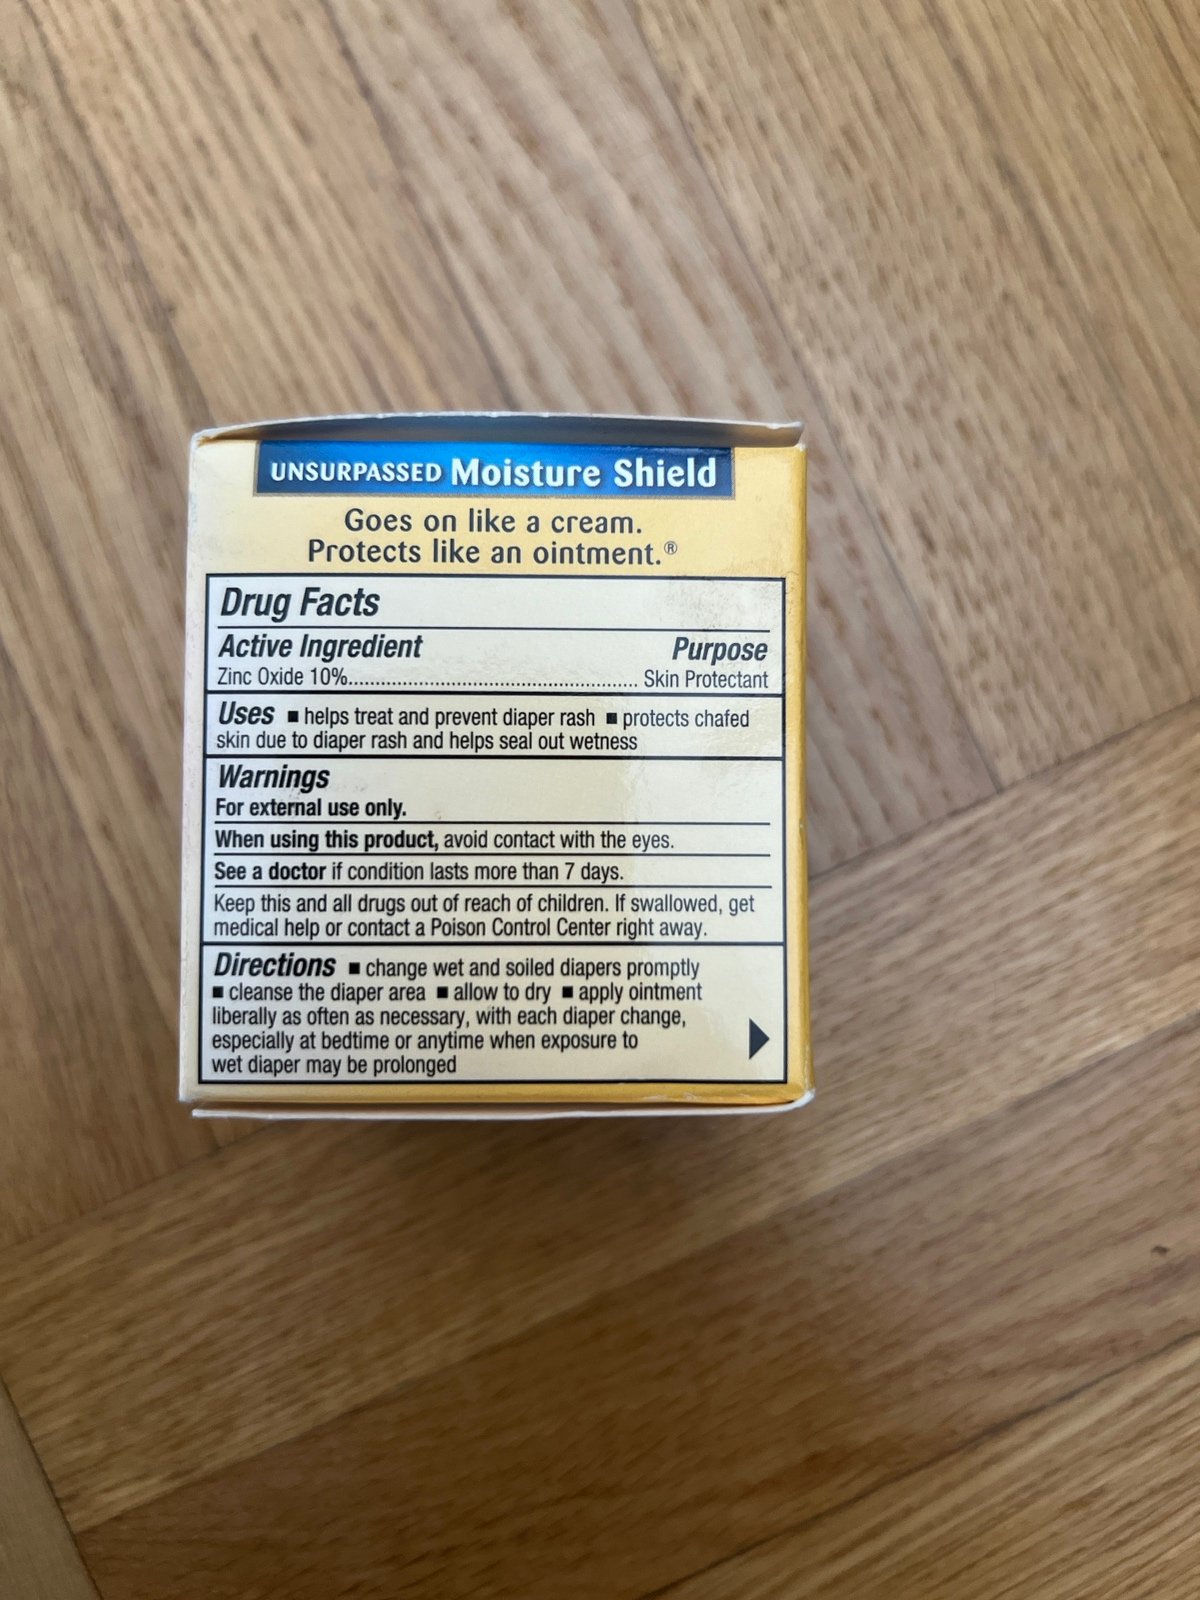 UNSURPASSED Moisture Shield
Goes on like a cream.
Protects like an ointment.®
Drug Facts
Active Ingredient Purpose
Zinc Oxide 10%.......................................................... Skin Protectant
Uses ■ helps treat and prevent diaper rash ■ protects chafed
skin due to diaper rash and helps seal out wetness
Warnings
For external use only.
When using this product, avoid contact with the eyes.
See a doctor if condition lasts more than 7 days.
Keep this and all drugs out of reach of children. If swallowed, get
medical help or contact a Poison Control Center right away.
Directions ■ change wet and soiled diapers promptly
■ cleanse the diaper area ■ allow to dry ■ apply ointment
liberally as often as necessary, with each diaper change,
especially at bedtime or anytime when exposure to
wet diaper may be prolonged